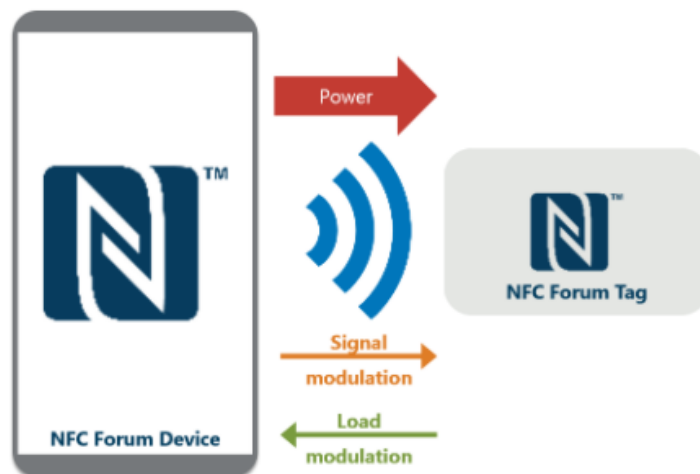 Power
TM
TM
NFC Forum Tag
Signal
modulation
NFC Forum Device
Load
modulation